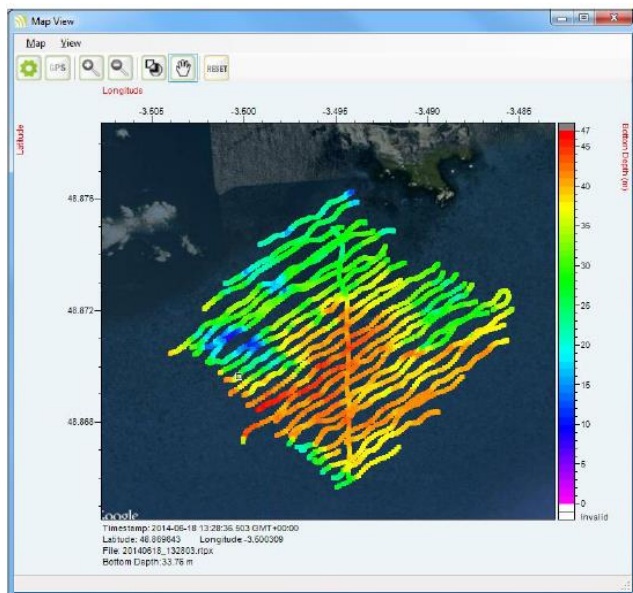 Map View
Map View
GPS
RESET
Longitude
-3.505 -3.500 -3.495 -3.490 -3.485
Latitude
48.876
48.872
48.868
Bottom Depth (m)
47
45
40
35
30
25
20
15
10
5
0
Invalid
Google
Timestamp: 2014-06-18 13:28:36.503 GMT+00:00
Latitude: 48.869643 Longitude -3.500309
File: 20140618_132803.rtpx
Bottom Depth: 33.76 m